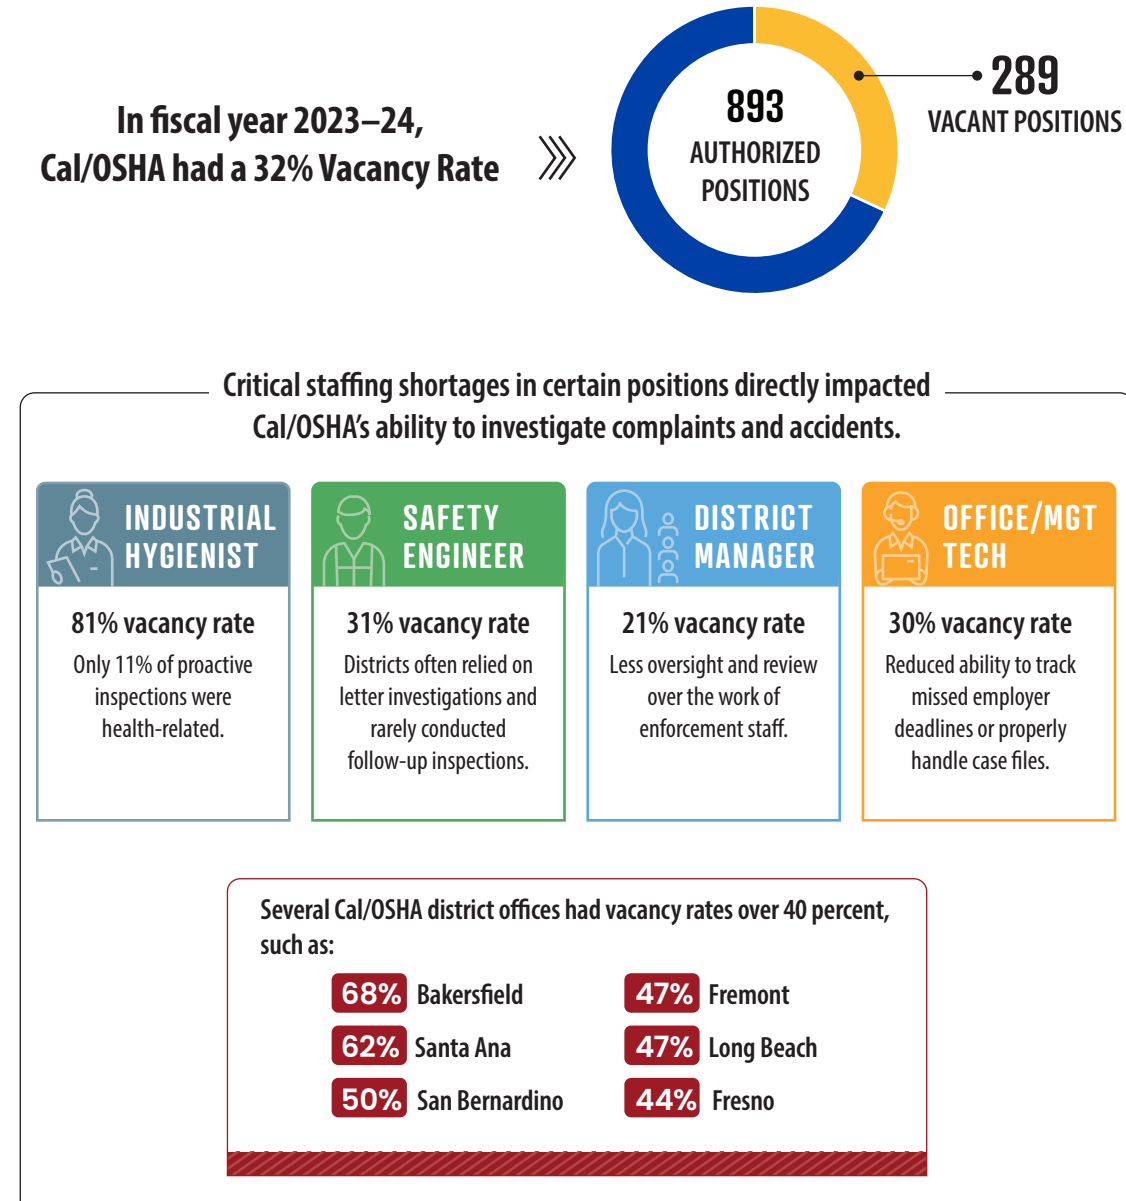 In fiscal year 2023–24,
Cal/OSHA had a 32% Vacancy Rate
893
AUTHORIZED
POSITIONS
289
VACANT POSITIONS
Critical staffing shortages in certain positions directly impacted
Cal/OSHA’s ability to investigate complaints and accidents.
INDUSTRIAL
HYGIENIST
81% vacancy rate
Only 11% of proactive
inspections were
health-related.
SAFETY
ENGINEER
31% vacancy rate
Districts often relied on
letter investigations and
rarely conducted
follow-up inspections.
DISTRICT
MANAGER
21% vacancy rate
Less oversight and review
over the work of
enforcement staff.
OFFICE/MGT
TECH
30% vacancy rate
Reduced ability to track
missed employer
deadlines or properly
handle case files.
Several Cal/OSHA district offices had vacancy rates over 40 percent,
such as:
68% Bakersfield
62% Santa Ana
50% San Bernardino
47% Fremont
47% Long Beach
44% Fresno